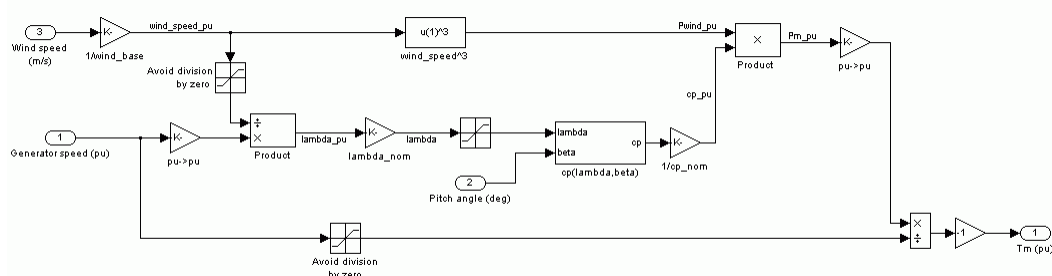 3
Wind speed
(m/s)
K-
1/wind_base
wind_speed_pu
u(1)^3
wind_speed^3
Pwind_pu
×
Product
Pm_pu
K-
pu->pu
Avoid division
by zero
cp_pu
1
Generator speed (pu)
K-
pu->pu
÷
×
Product
lambda_pu
K-
lambda_nom
lambda
lambda
beta
cp
cp(lambda,beta)
K-
1/cp_nom
2
Pitch angle (deg)
Avoid division
by zero
×
÷
-1
1
Tm (pu)